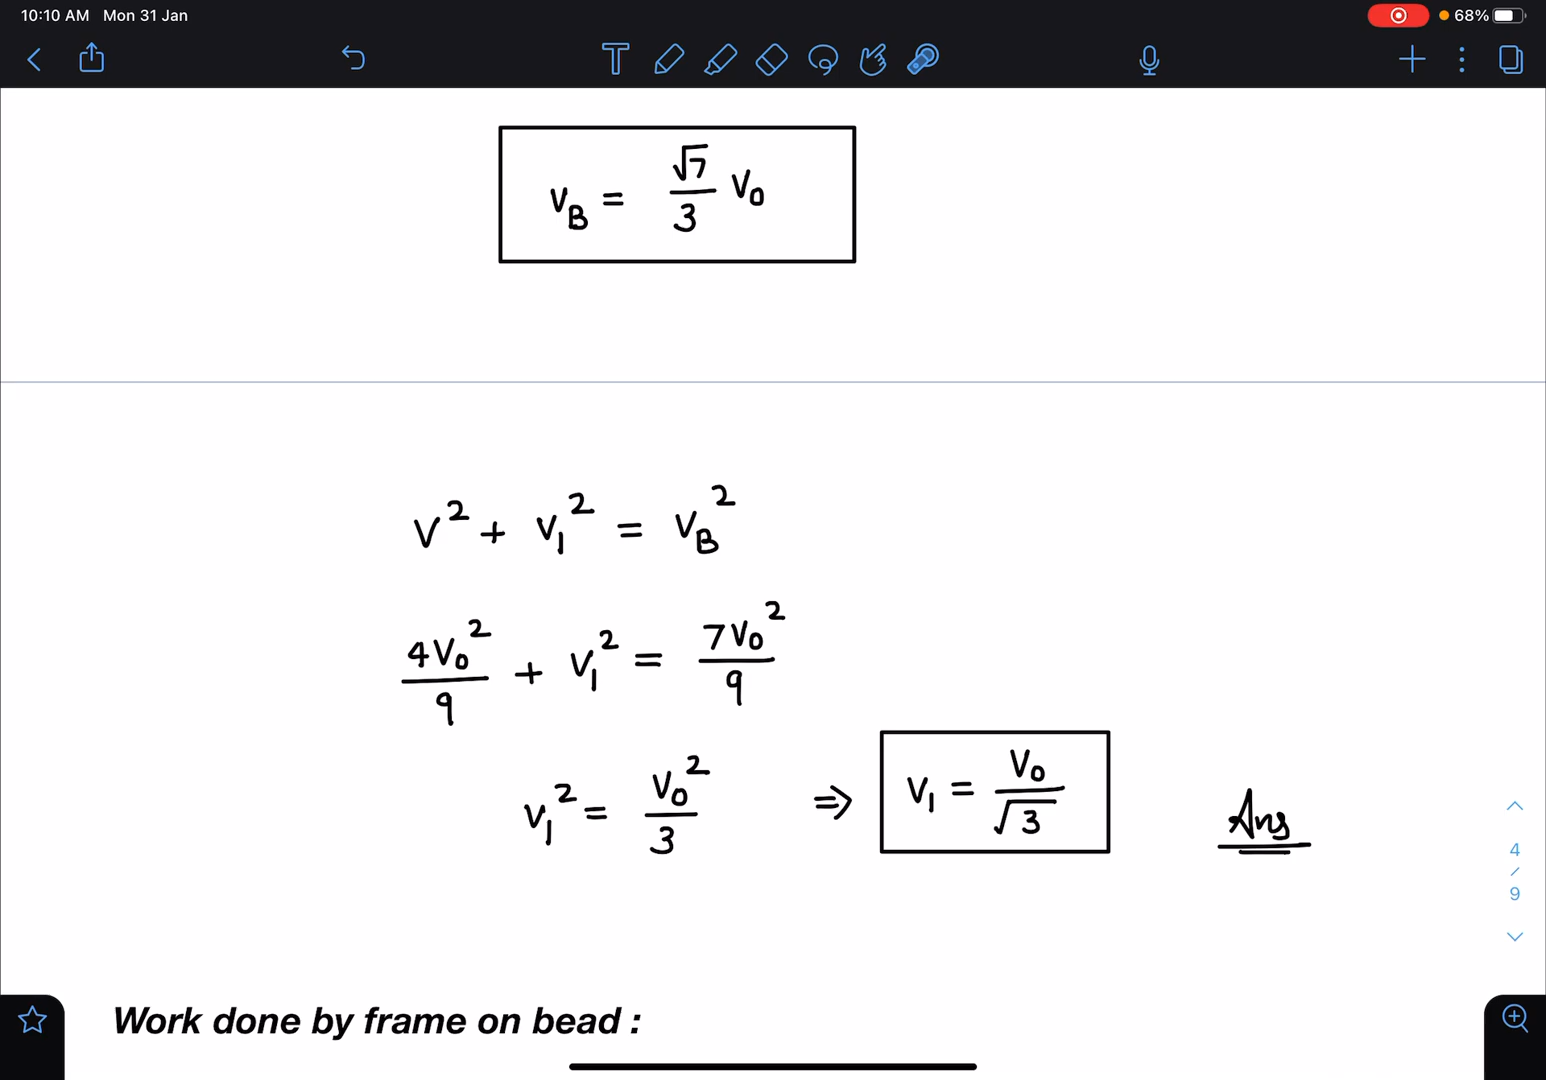 10:10 AM Mon 31 Jan
68%
T
v_B = √7/3 v₀
v² + v₁² = v_B²
4v₀²/9 + v₁² = 7v₀²/9
v₁² = v₀²/3 ⇒ v₁ = v₀/√3 Ans
4
/
9
Work done by frame on bead :